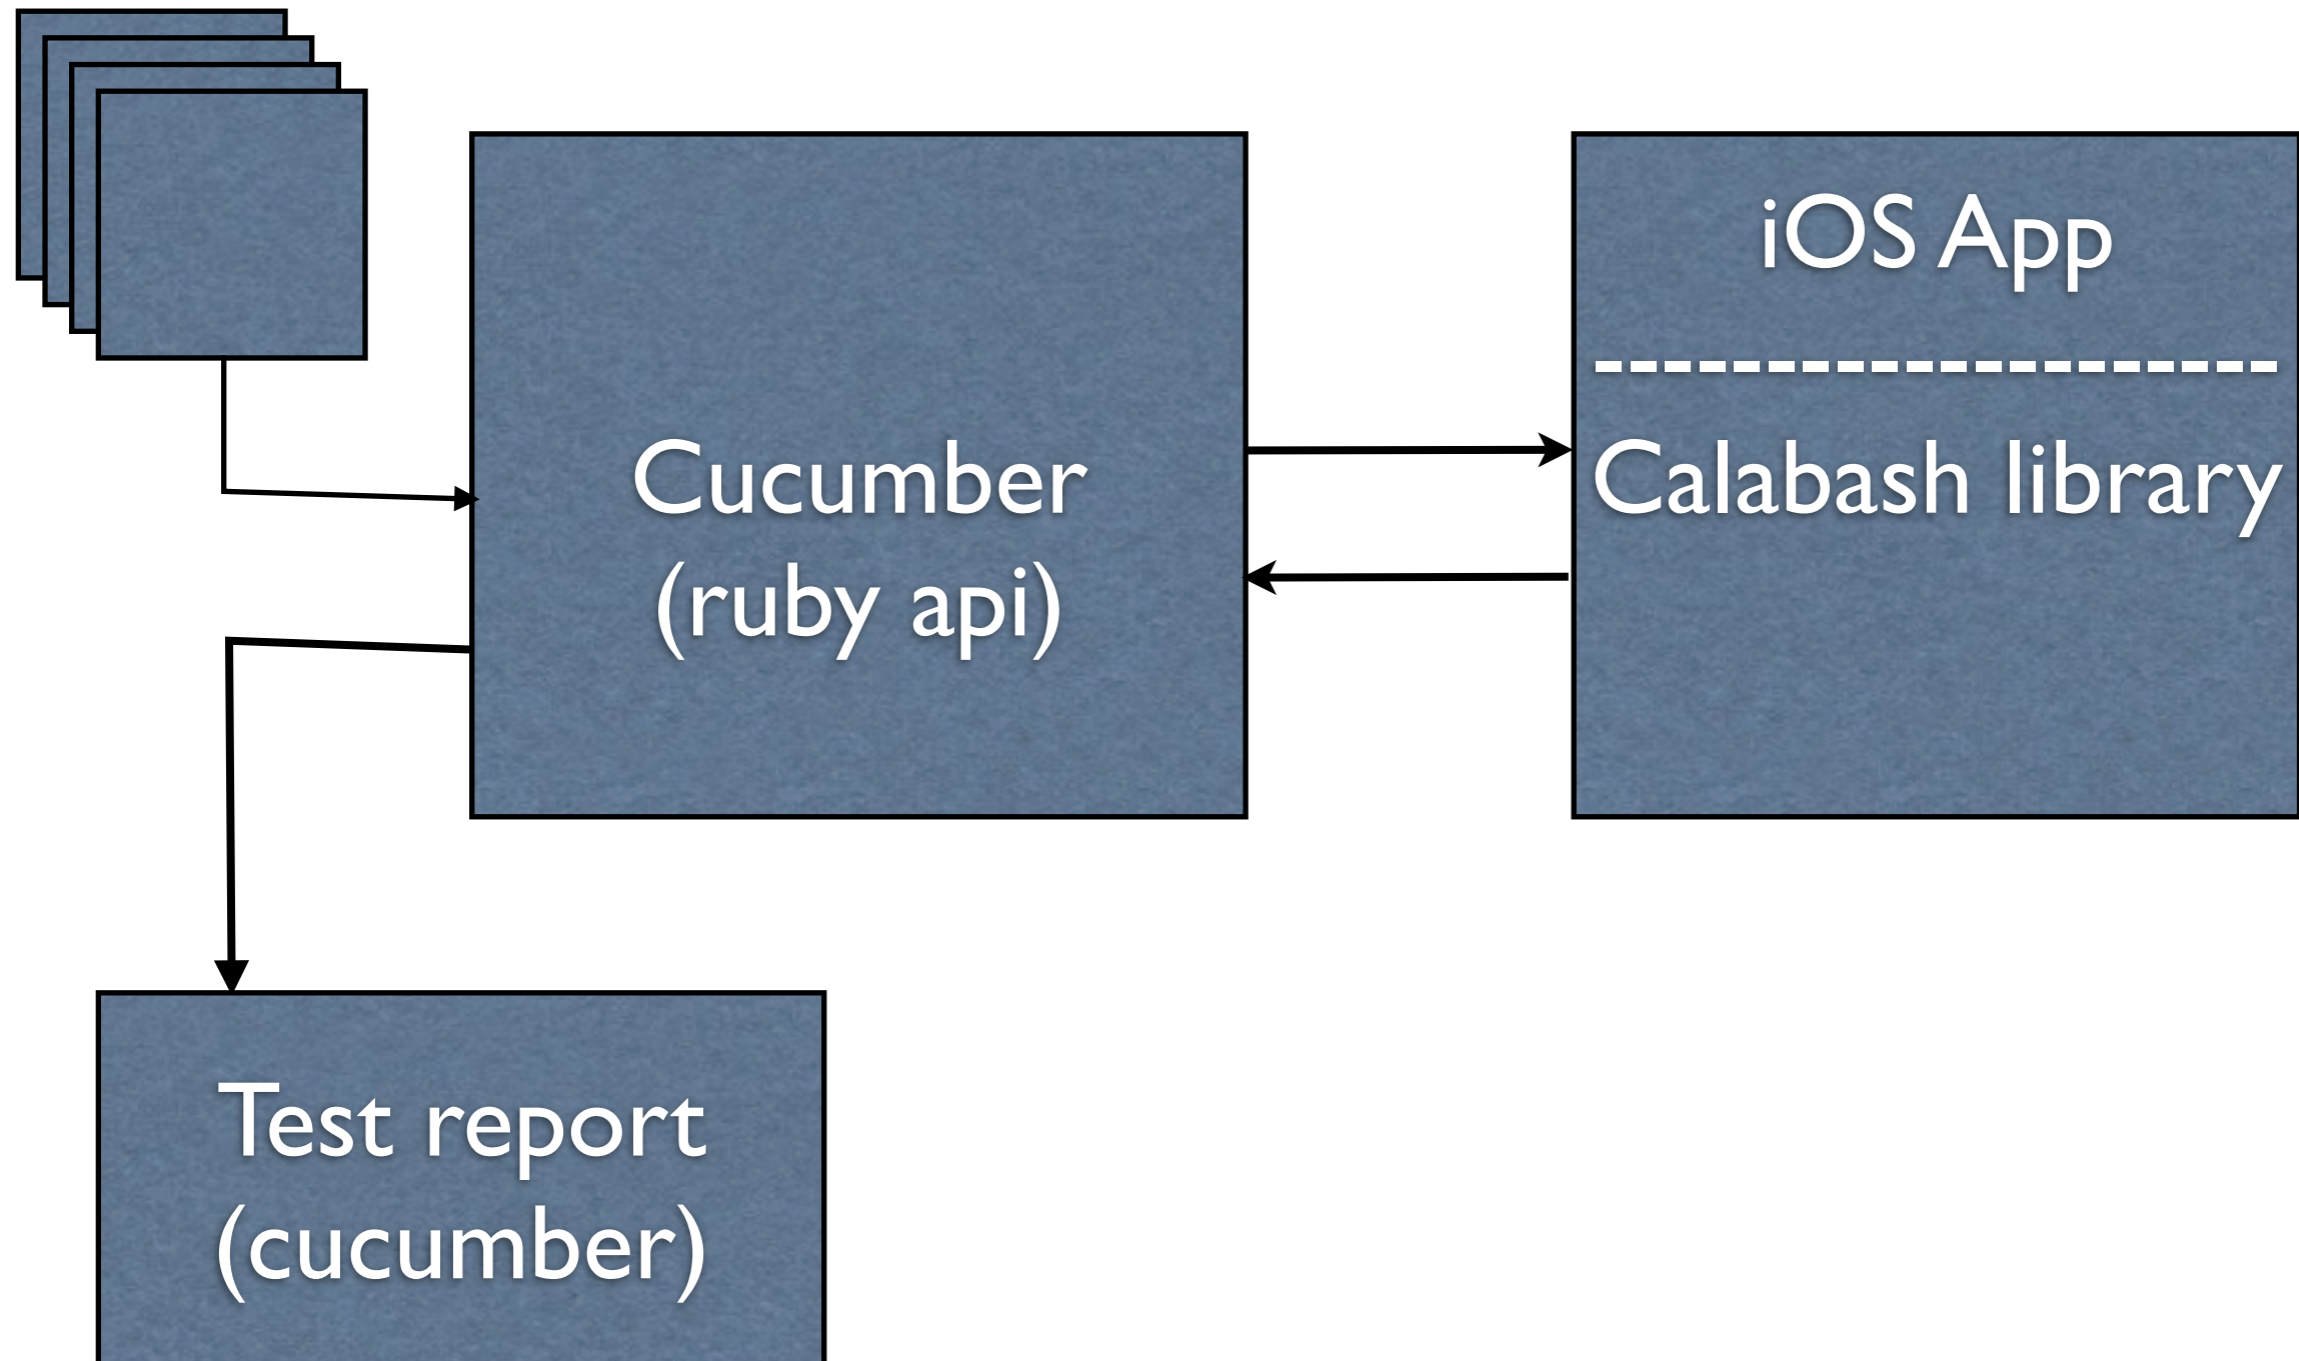 iOS App
Calabash library
Cucumber
(ruby api)
Test report
(cucumber)